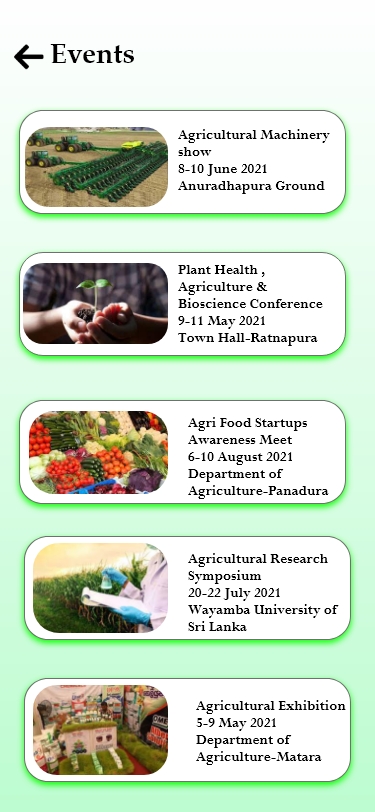 Events
Agricultural Machinery
show
8-10 June 2021
Anuradhapura Ground
Plant Health ,
Agriculture &
Bioscience Conference
9-11 May 2021
Town Hall-Ratnapura
Agri Food Startups
Awareness Meet
6-10 August 2021
Department of
Agriculture-Panadura
Agricultural Research
Symposium
20-22 July 2021
Wayamba University of
Sri Lanka
Agricultural Exhibition
5-9 May 2021
Department of
Agriculture-Matara